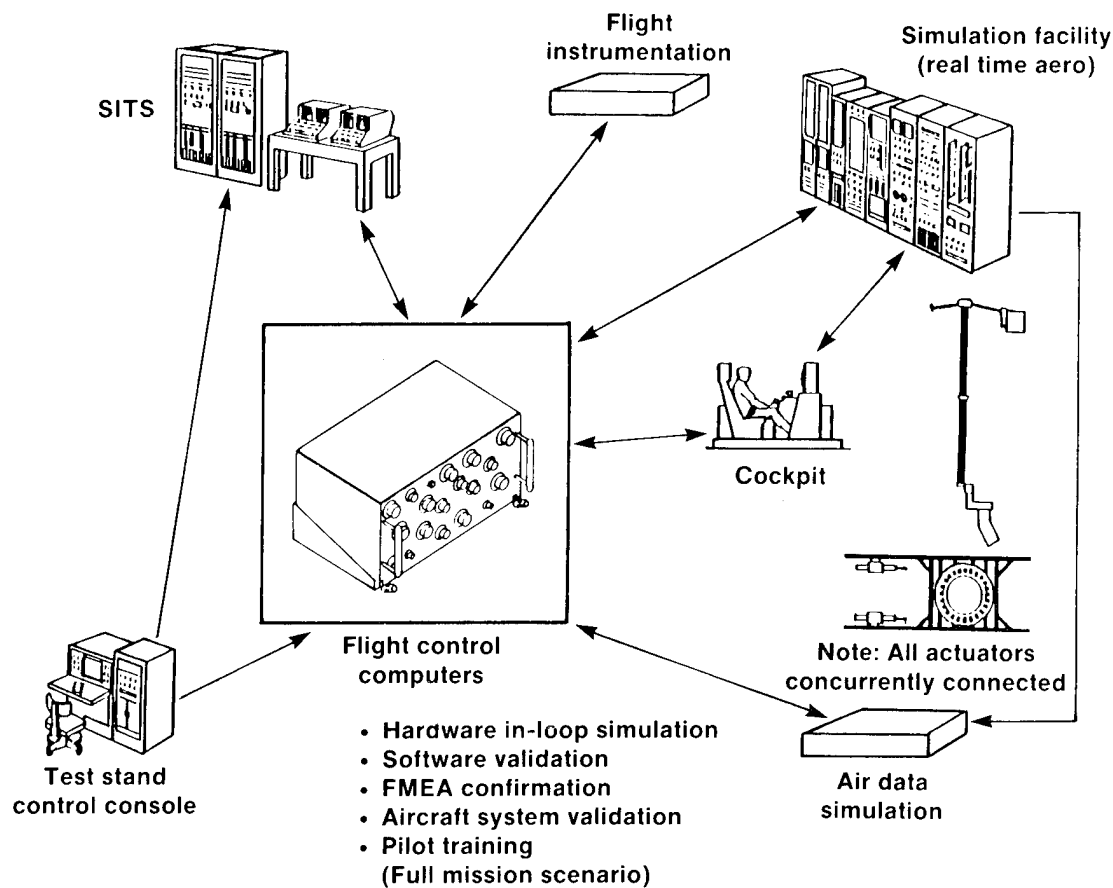 Flight
instrumentation
Simulation facility
(real time aero)
SITS
Cockpit
Note: All actuators
concurrently connected
Flight control
computers
• Hardware in-loop simulation
• Software validation
• FMEA confirmation
• Aircraft system validation
• Pilot training
(Full mission scenario)
Test stand
control console
Air data
simulation